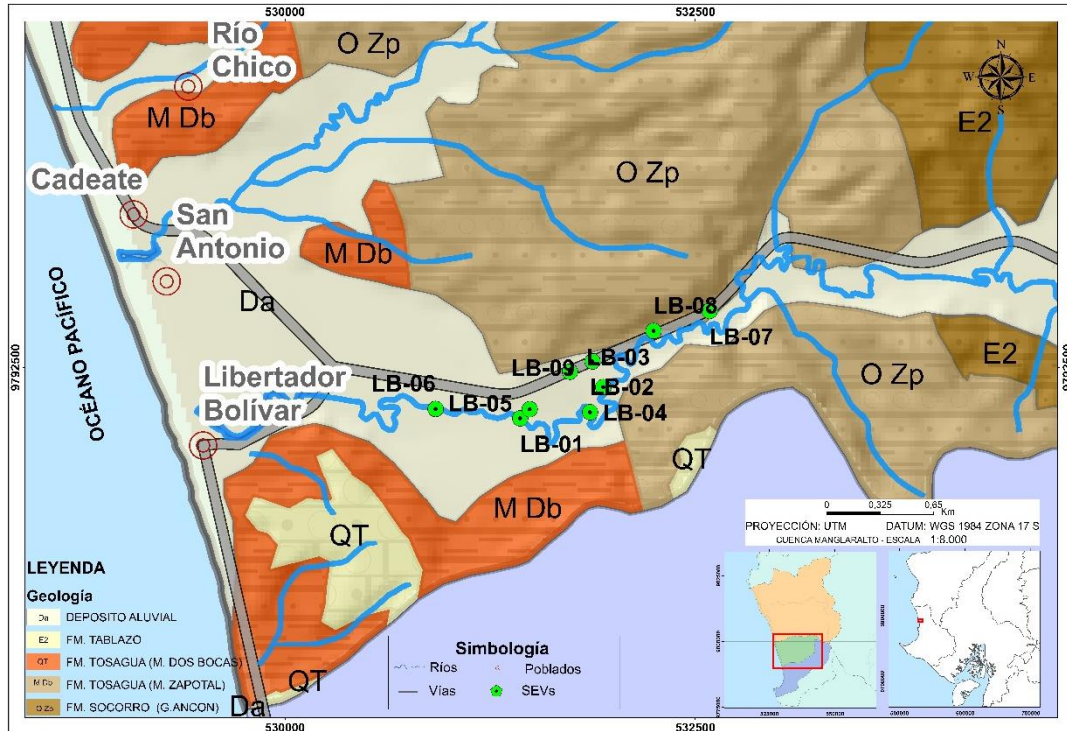 530000
532500
Río
Chico
O Zp
M Db
E2
N
W
E
S
Cadeate
O Zp
San
Antonio
M Db
Da
OCÉANO PACÍFICO
LB-08
LB-07
9792500
9792500
LB-03
LB-09
LB-06
LB-02
E2
O Zp
Libertador
Bolívar
LB-05
LB-04
LB-01
QT
M Db
QT
QT
Da
0 0,325 0,65
Km
PROYECCIÓN: UTM DATUM: WGS 1984 ZONA 17 S
CUENCA MANGLARALTO - ESCALA 1:8.000
LEYENDA
Geología
Da DEPOSITO ALUVIAL
E2 FM. TABLAZO
QT FM. TOSAGUA (M. DOS BOCAS)
M Db FM. TOSAGUA (M. ZAPOTAL)
O Zp FM. SOCORRO (G.ANCON)
Simbología
Ríos
Poblados
Vías
SEVs
530000
532500